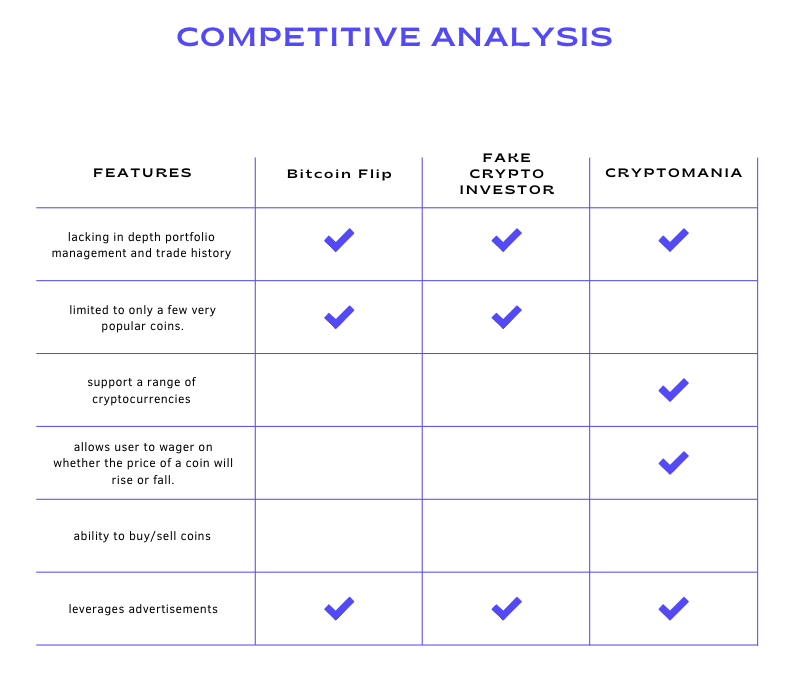 COMPETITIVE ANALYSIS
FEATURES
Bitcoin Flip
FAKE
CRYPTO
INVESTOR
CRYPTOMANIA
lacking in depth portfolio
management and trade history
limited to only a few very
popular coins.
support a range of
cryptocurrencies
allows user to wager on
whether the price of a coin will
rise or fall.
ability to buy/sell coins
leverages advertisements